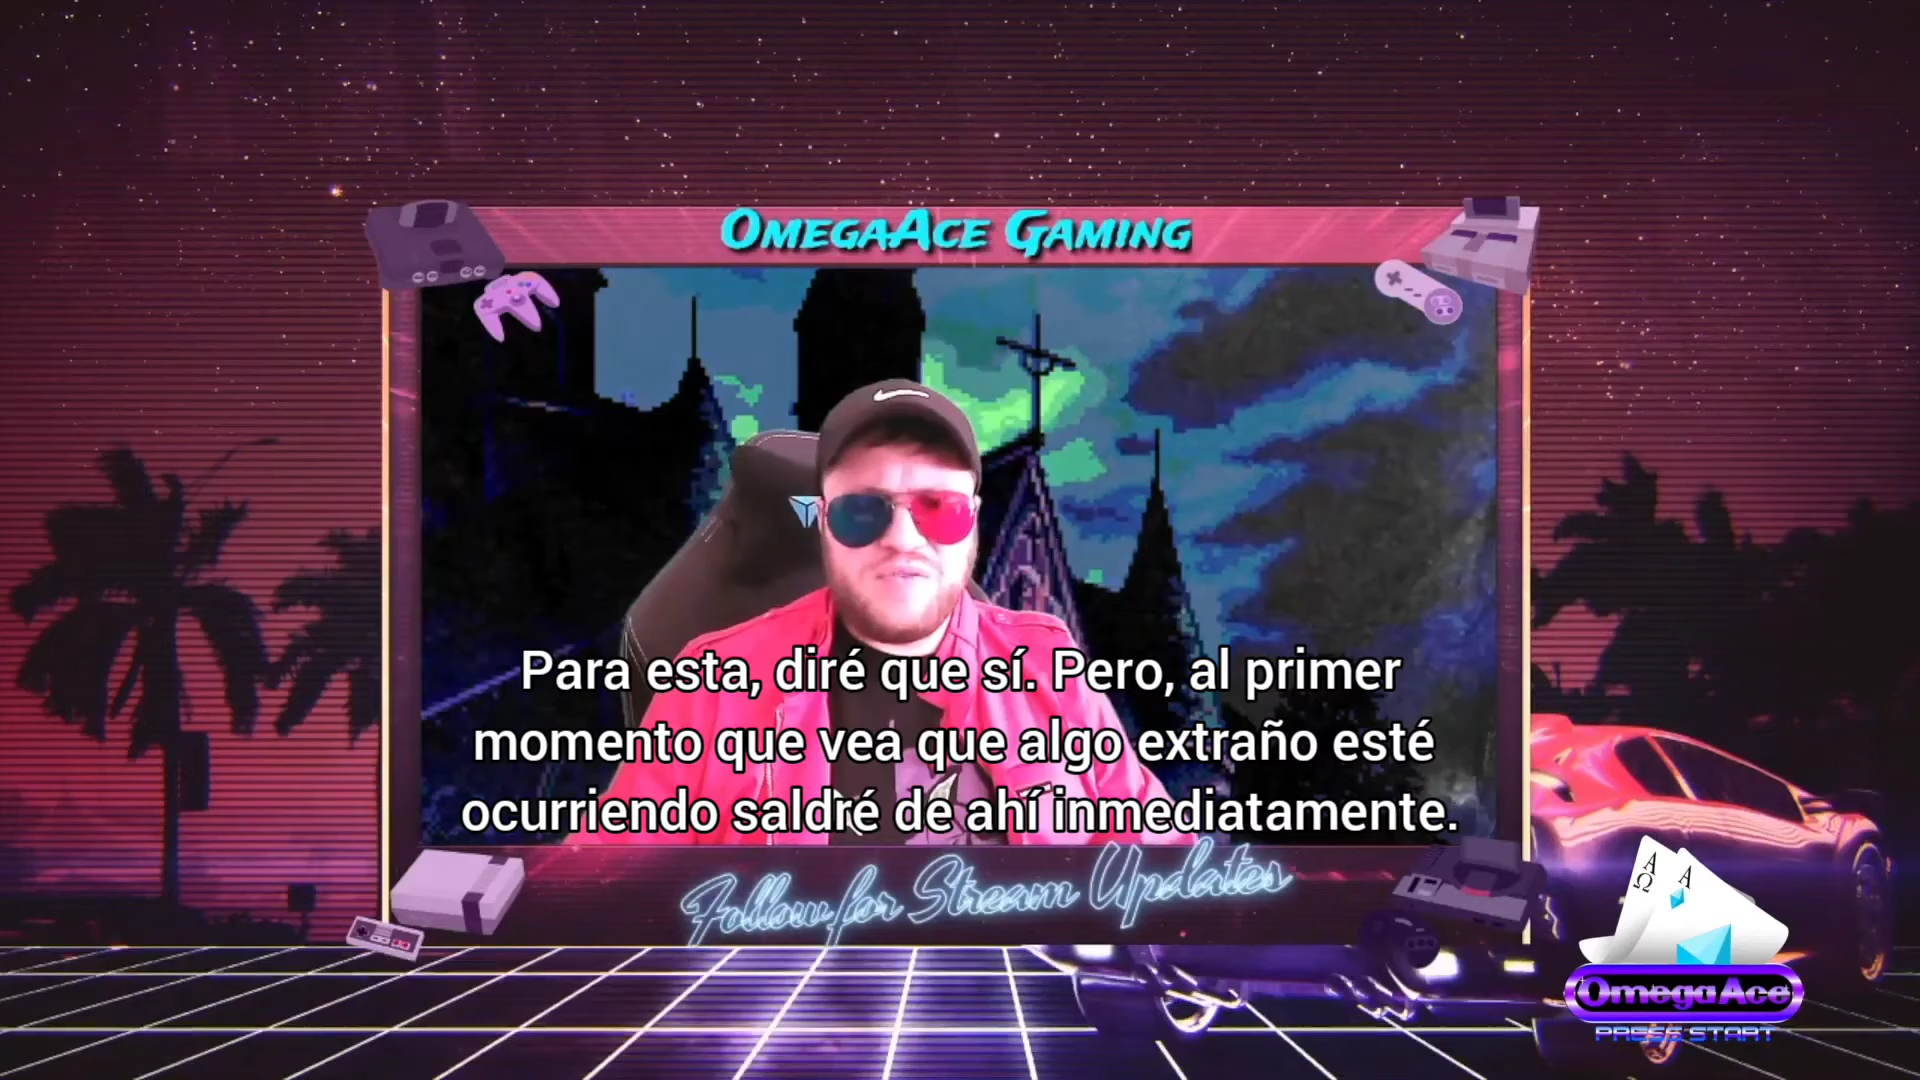 OmegaAce Gaming
Para esta, diré que sí. Pero, al primer
momento que vea que algo extraño esté
ocurriendo saldré de ahí inmediatamente.
Follow for Stream Updates
A
Ω
A
OmegaAce
PRESS START